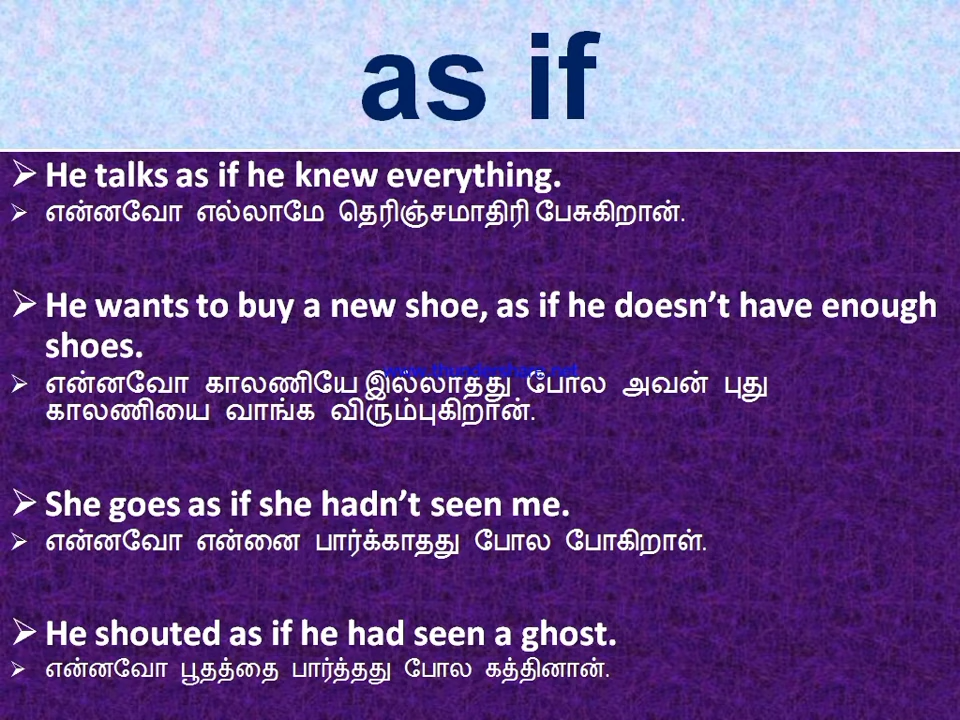 as if
He talks as if he knew everything.
என்னவோ எல்லாமே தெரிஞ்சமாதிரி பேசுகிறான்.
He wants to buy a new shoe, as if he doesn’t have enough
shoes.
www.thundershare.net
என்னவோ காலணியே இல்லாதது போல அவன் புது
காலணியை வாங்க விரும்புகிறான்.
She goes as if she hadn’t seen me.
என்னவோ என்னை பார்க்காதது போல போகிறாள்.
He shouted as if he had seen a ghost.
என்னவோ பூதத்தை பார்த்தது போல கத்தினான்.